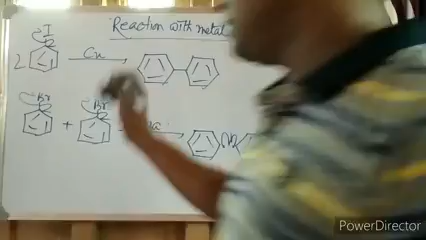 Reaction with metal
I
2 Cu
Br Br
+
PowerDirector